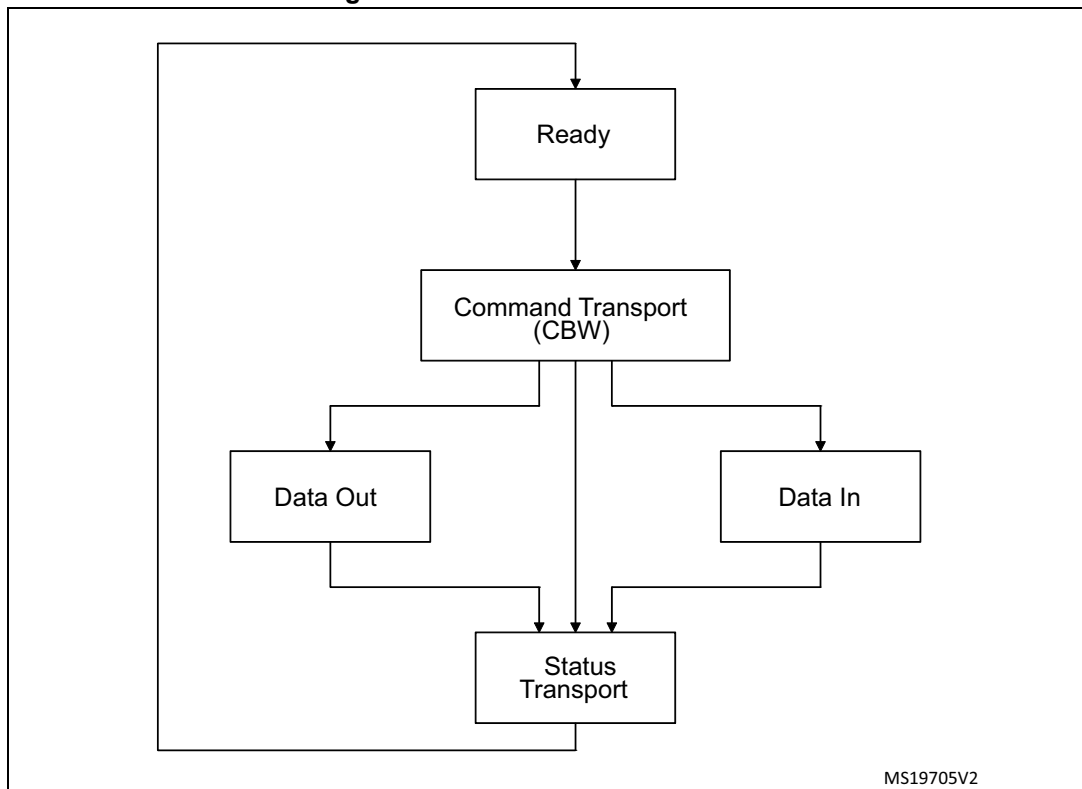 Ready
Command Transport
(CBW)
Data Out
Data In
Status
Transport
MS19705V2